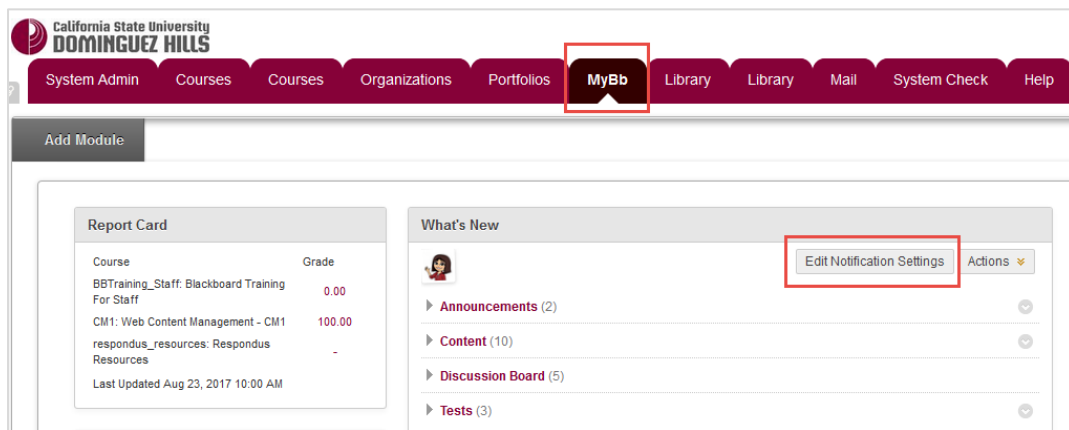 California State University
DOMINGUEZ HILLS
System Admin Courses Courses Organizations Portfolios MyBb Library Library Mail System Check Help
Add Module
Report Card
Course Grade
BBTraining_Staff: Blackboard Training
For Staff 0.00
CM1: Web Content Management - CM1 100.00
respondus_resources: Respondus
Resources -
Last Updated Aug 23, 2017 10:00 AM
What's New
Edit Notification Settings Actions
Announcements (2)
Content (10)
Discussion Board (5)
Tests (3)